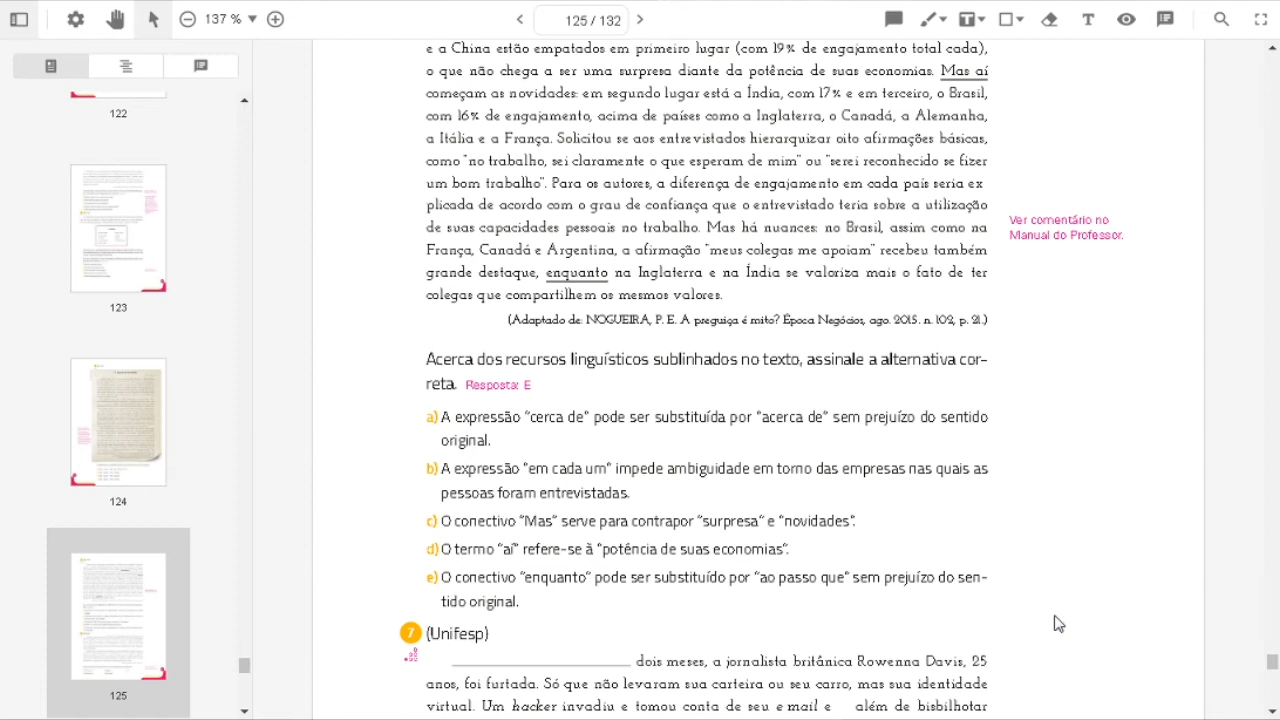 137 %
125 / 132
T
T
122
123
124
125
e a China estão empatados em primeiro lugar (com 19% de engajamento total cada),
o que não chega a ser uma surpresa diante da potência de suas economias. Mas aí
começam as novidades: em segundo lugar está a Índia, com 17% e em terceiro, o Brasil,
com 16% de engajamento, acima de países como a Inglaterra, o Canadá, a Alemanha,
a Itália e a França. Solicitou se aos entrevistados hierarquizar oito afirmações básicas,
como "no trabalho, sei claramente o que esperam de mim" ou "serei reconhecido se fizer
um bom trabalho autores, a diferença de engajamento em cada país seria ex
plicada de acordo com o grau de confiança que o entrevistado teria sobre a utilização
de suas capacidades pessoais no trabalho. Mas há nuances: no Brasil, assim como na
França, Canadá e Argentina, a afirmação "meus colegas me apoiam" recebeu também
grande destaque, enquanto na Inglaterra e na Índia se valoriza mais o fato de ter
colegas que compartilhem os mesmos valores.
(Adaptado de: NOGUEIRA, P. E. A preguiça é mito? Época Negócios, ago. 2015. n. 102, p. 21.)
Ver comentário no
Manual do Professor.
Acerca dos recursos linguísticos sublinhados no texto, assinale a alternativa cor-
reta. Resposta: E
a) A expressão "cerca de" pode ser substituída por "acerca de" sem prejuízo do sentido
original.
b) A expressão "em cada um" impede ambiguidade em torno das empresas nas quais as
pessoas foram entrevistadas.
c) O conectivo "Mas" serve para contrapor "surpresa" e "novidades".
d) O termo "aí" refere-se à "potência de suas economias".
e) O conectivo "enquanto" pode ser substituído por "ao passo que" sem prejuízo do sen-
tido original.
7 (Unifesp)
dois meses, a jornalista britânica Rowenna Davis, 25
anos, foi furtada. Só que não levaram sua carteira ou seu carro, mas sua identidade
virtual. Um hacker invadiu e tomou conta de seu e mail e além de bisbilhotar